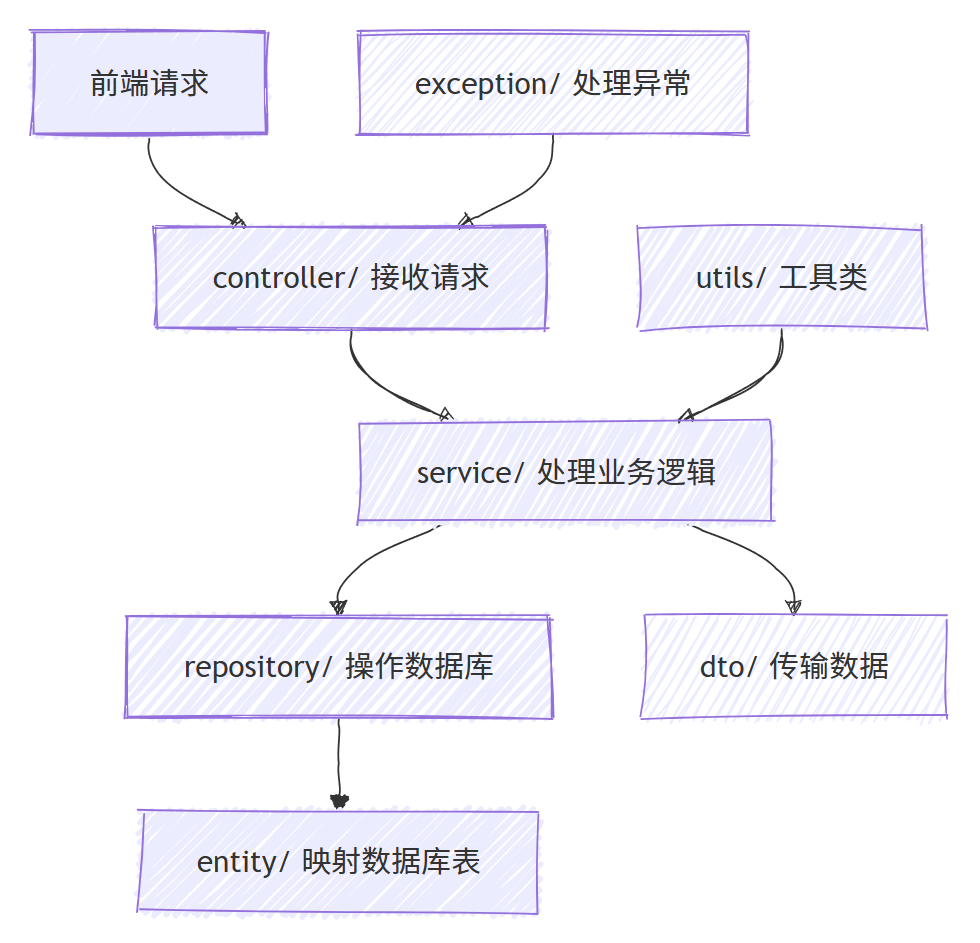 前端请求
exception/ 处理异常
controller/ 接收请求
utils/ 工具类
service/ 处理业务逻辑
repository/ 操作数据库
dto/ 传输数据
entity/ 映射数据库表